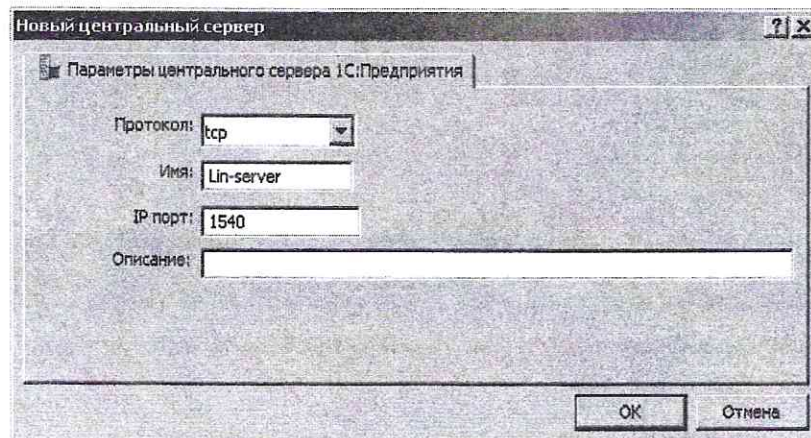 Новый центральный сервер
Параметры центрального сервера 1С:Предприятия
Протокол: tcp
Имя: Lin-server
IP порт: 1540
Описание:
OK Отмена